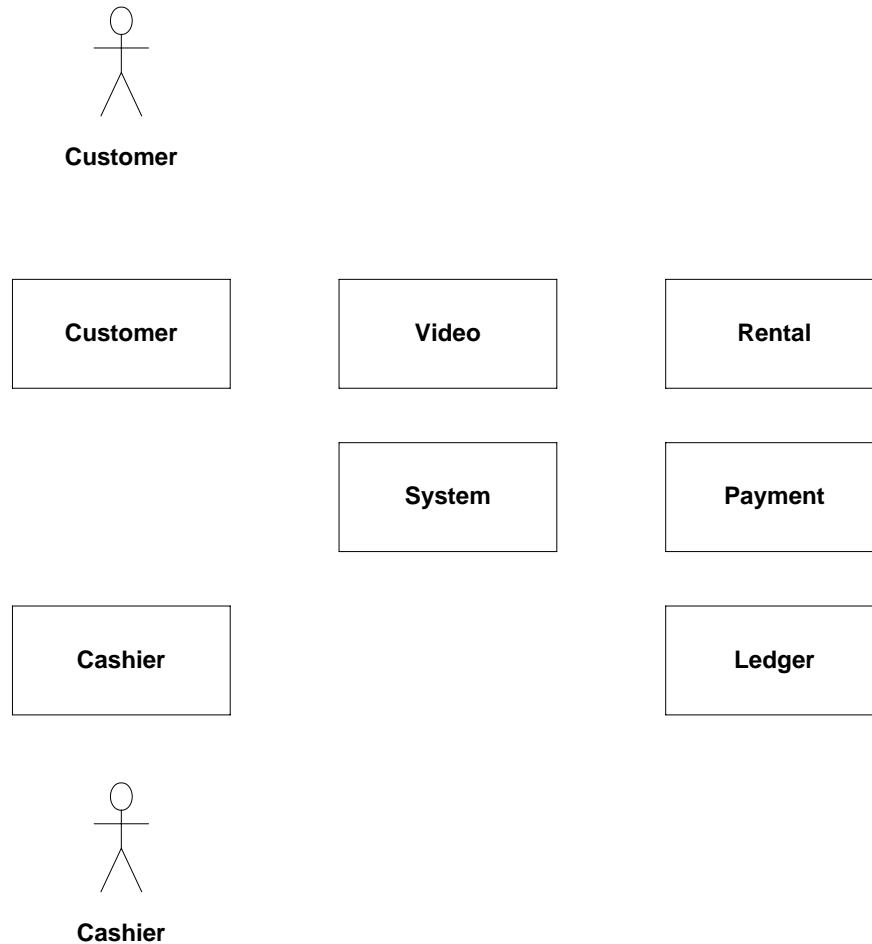 Customer
Customer
Video
Rental
System
Payment
Cashier
Ledger
Cashier